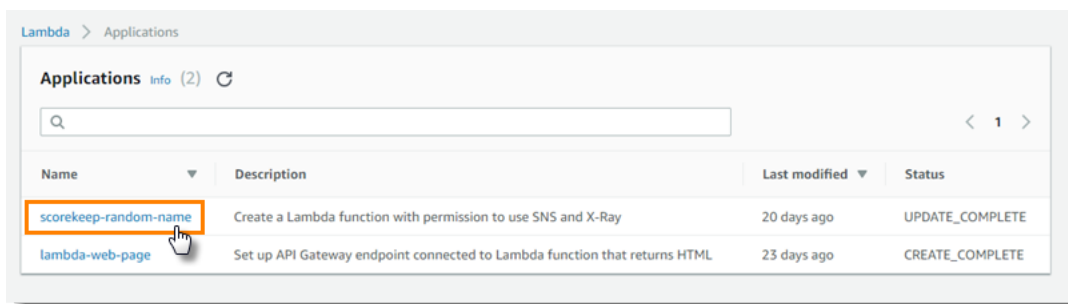 Lambda > Applications
Applications Info (2)
< 1 >
Name Description Last modified Status
scorekeep-random-name Create a Lambda function with permission to use SNS and X-Ray 20 days ago UPDATE_COMPLETE
lambda-web-page Set up API Gateway endpoint connected to Lambda function that returns HTML 23 days ago CREATE_COMPLETE